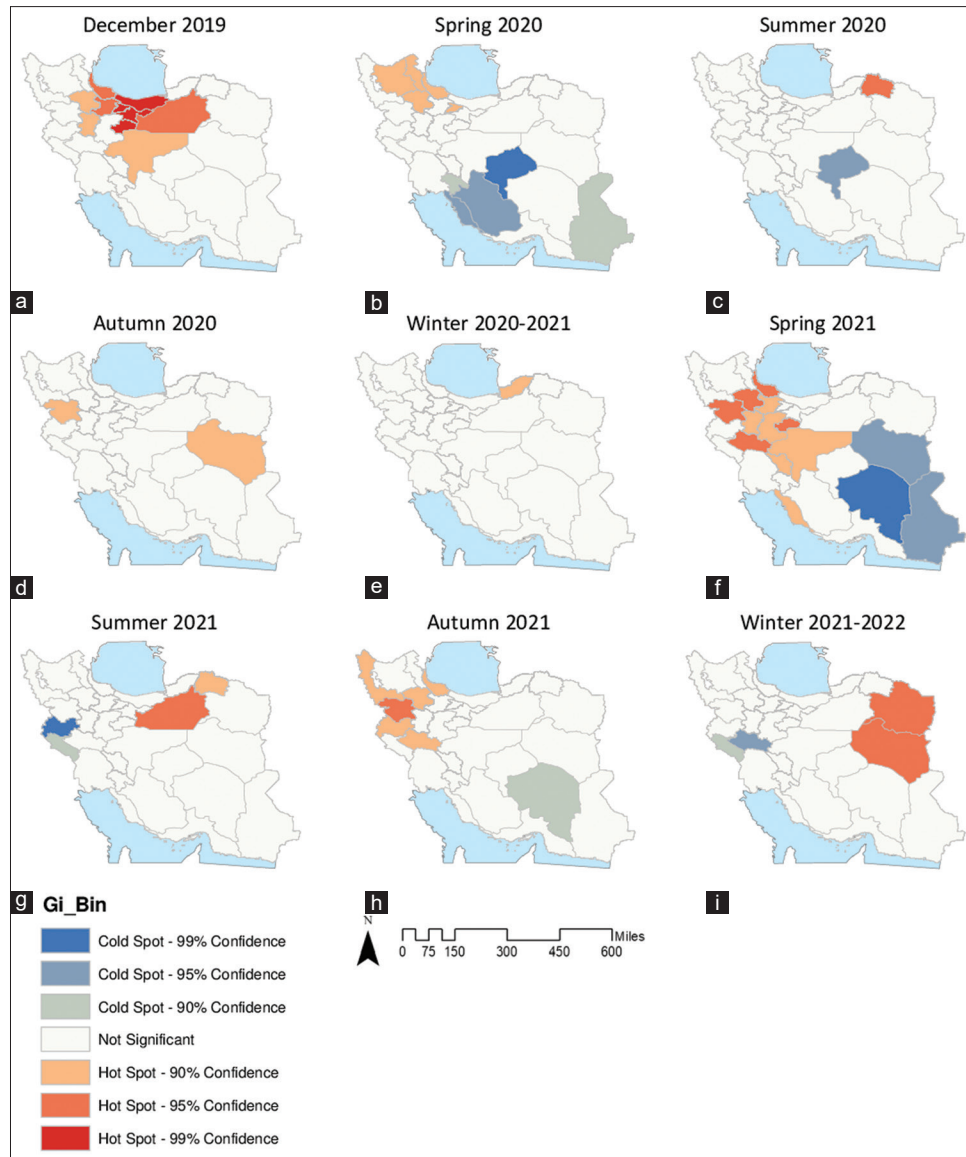 December 2019
Spring 2020
Summer 2020
a
b
c
Autumn 2020
Winter 2020-2021
Spring 2021
d
e
f
Summer 2021
Autumn 2021
Winter 2021-2022
g
h
i
Gi_Bin
Cold Spot - 99% Confidence
Cold Spot - 95% Confidence
Cold Spot - 90% Confidence
Not Significant
Hot Spot - 90% Confidence
Hot Spot - 95% Confidence
Hot Spot - 99% Confidence
N
0 75 150 300 450 600 Miles